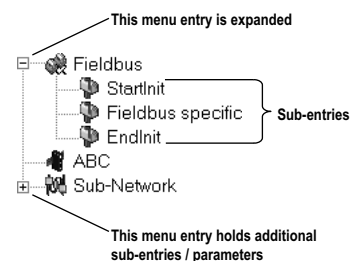 This menu entry is expanded
Fieldbus
StartInit
Fieldbus specific
EndInit
Sub-entries
ABC
Sub-Network
This menu entry holds additional
sub-entries / parameters